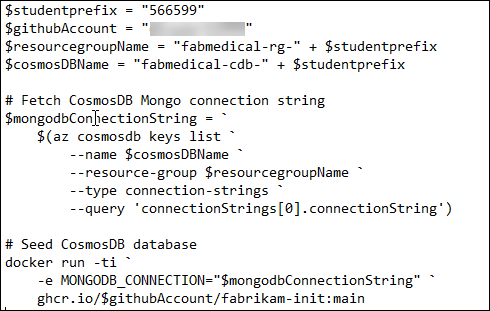 $studentprefix = "566599"
$githubAccount = "
$resourcegroupName = "fabmedical-rg-" + $studentprefix
$cosmosDBName = "fabmedical-cdb-" + $studentprefix
# Fetch CosmosDB Mongo connection string
$mongodbConnectionString = `
$(az cosmosdb keys list `
--name $cosmosDBName `
--resource-group $resourcegroupName `
--type connection-strings `
--query 'connectionStrings[0].connectionString')
# Seed CosmosDB database
docker run -ti `
-e MONGODB_CONNECTION="$mongodbConnectionString" `
ghcr.io/$githubAccount/fabrikam-init:main